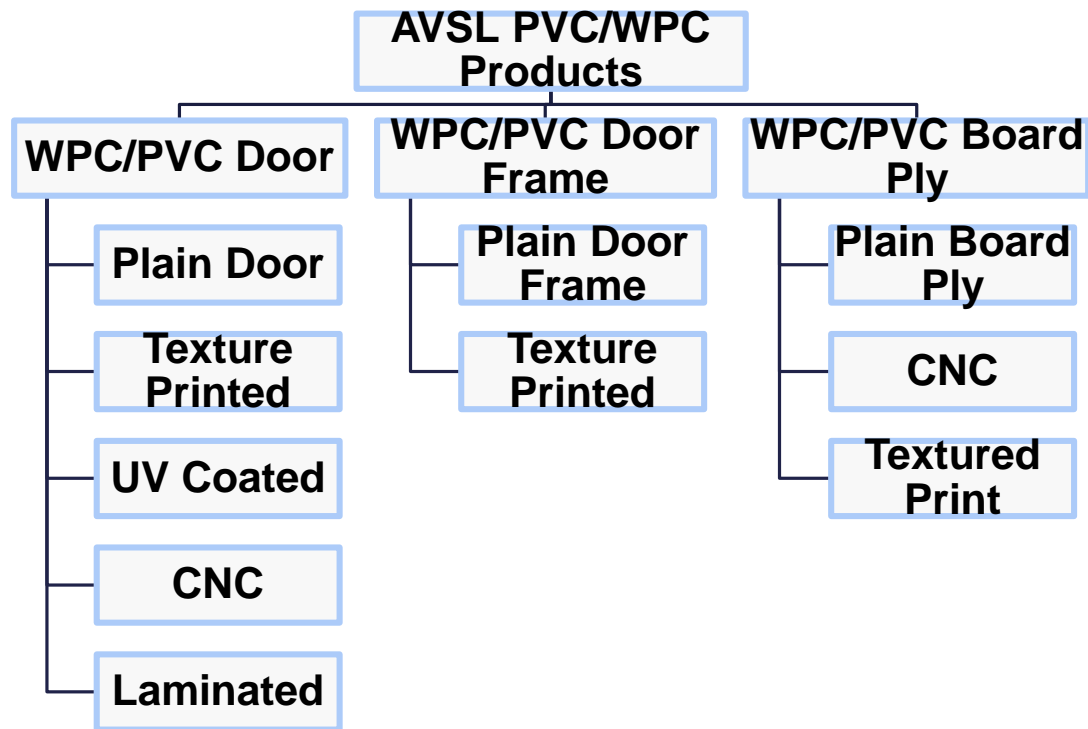 AVSL PVC/WPC
Products
WPC/PVC Door
Plain Door
Texture
Printed
UV Coated
CNC
Laminated
WPC/PVC Door
Frame
Plain Door
Frame
Texture
Printed
WPC/PVC Board
Ply
Plain Board
Ply
CNC
Textured
Print